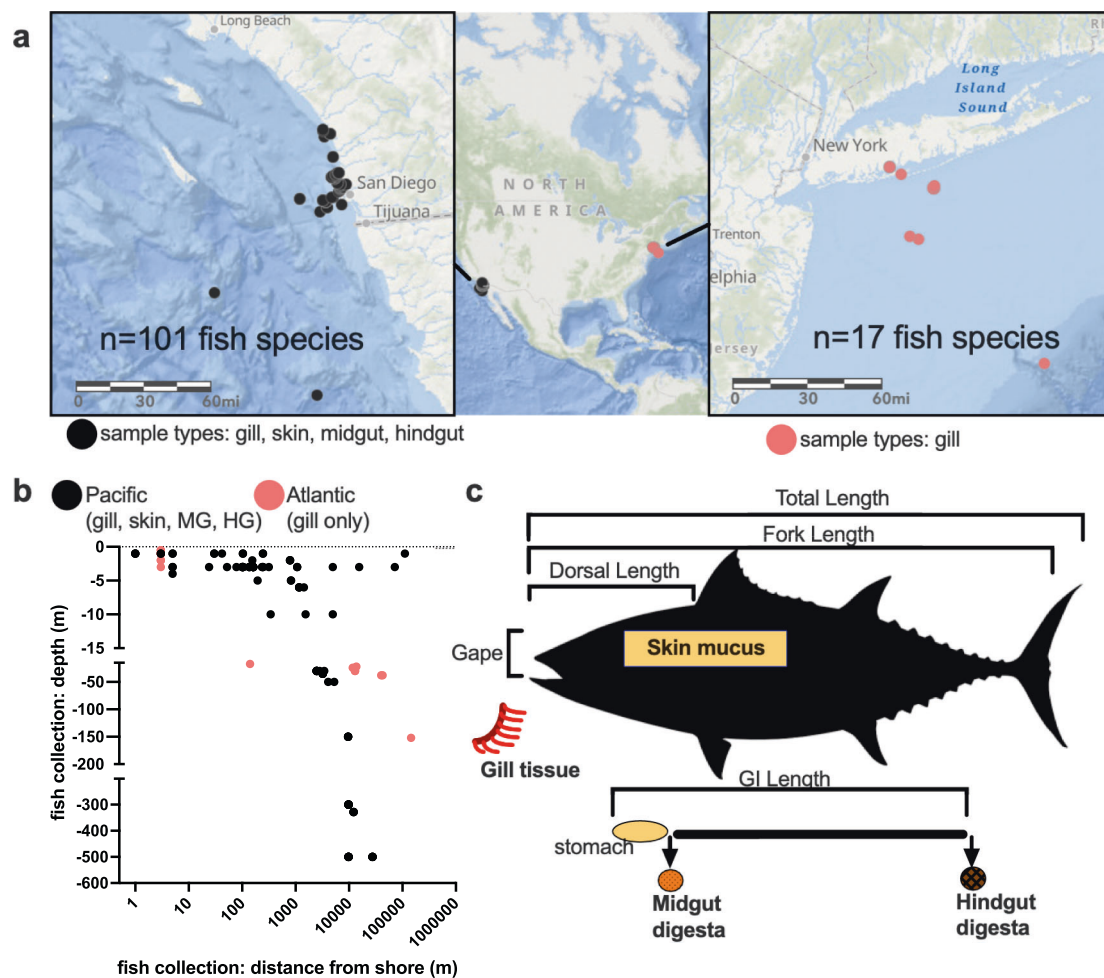 a
Long Beach
San Diego
Tijuana
n=101 fish species
0
30
60mi
NORTH
AMERICA
Long
Island
Sound
New York
Trenton
elphia
ersey
n=17 fish species
0
30
60mi
sample types: gill, skin, midgut, hindgut
sample types: gill
b
Pacific
(gill, skin, MG, HG)
Atlantic
(gill only)
fish collection: depth (m)
0
-5
-10
-15
-50
-100
-150
-200
-300
-400
-500
-600
1
10
100
1000
10000
100000
1000000
fish collection: distance from shore (m)
c
Total Length
Fork Length
Dorsal Length
Gape
Skin mucus
Gill tissue
GI Length
stomach
Midgut
digesta
Hindgut
digesta